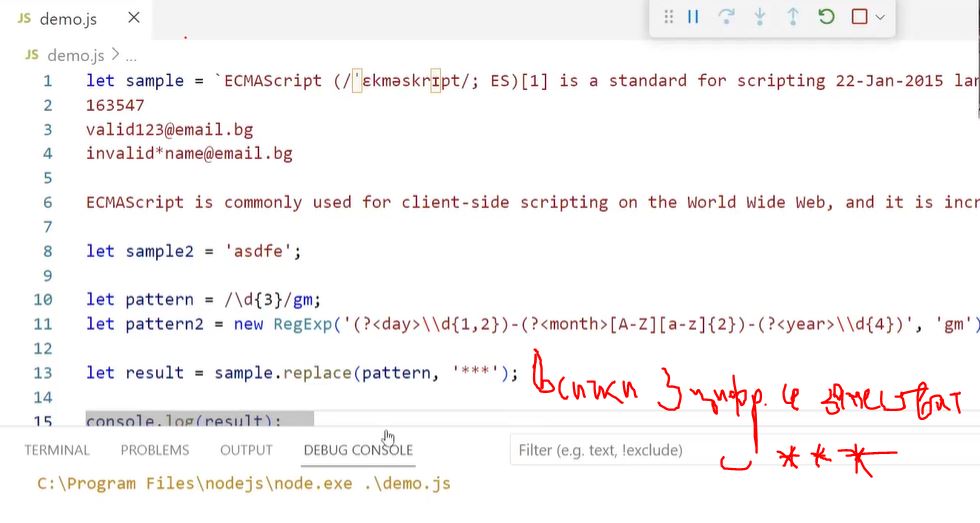 JS demo.js ×
JS demo.js > ...
1 let sample = `ECMAScript (/ˈɛkməskrɪpt/; ES)[1] is a standard for scripting 22-Jan-2015 lan
2 163547
3 valid123@email.bg
4 invalid*name@email.bg
5
6 ECMAScript is commonly used for client-side scripting on the World Wide Web, and it is incr
7
8 let sample2 = 'asdfe';
9
10 let pattern = /\d{3}/gm;
11 let pattern2 = new RegExp('(?<day>\\d{1,2})-(?<month>[A-Z][a-z]{2})-(?<year>\\d{4})', 'gm')
12
13 let result = sample.replace(pattern, '***');
всички 3 цифр. се
14
15 console.log(result);
***
TERMINAL PROBLEMS OUTPUT DEBUG CONSOLE Filter (e.g. text, !exclude)
C:\Program Files\nodejs\node.exe .\demo.js